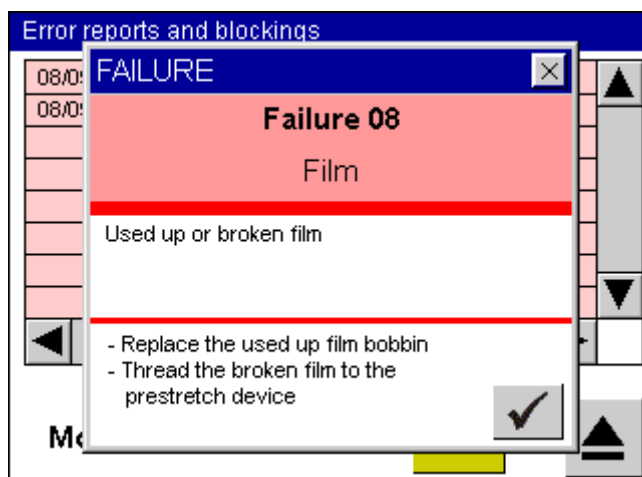 Error reports and blockings
FAILURE
08/0
08/0
Failure 08
Film
Used up or broken film
- Replace the used up film bobbin
- Thread the broken film to the
prestretch device